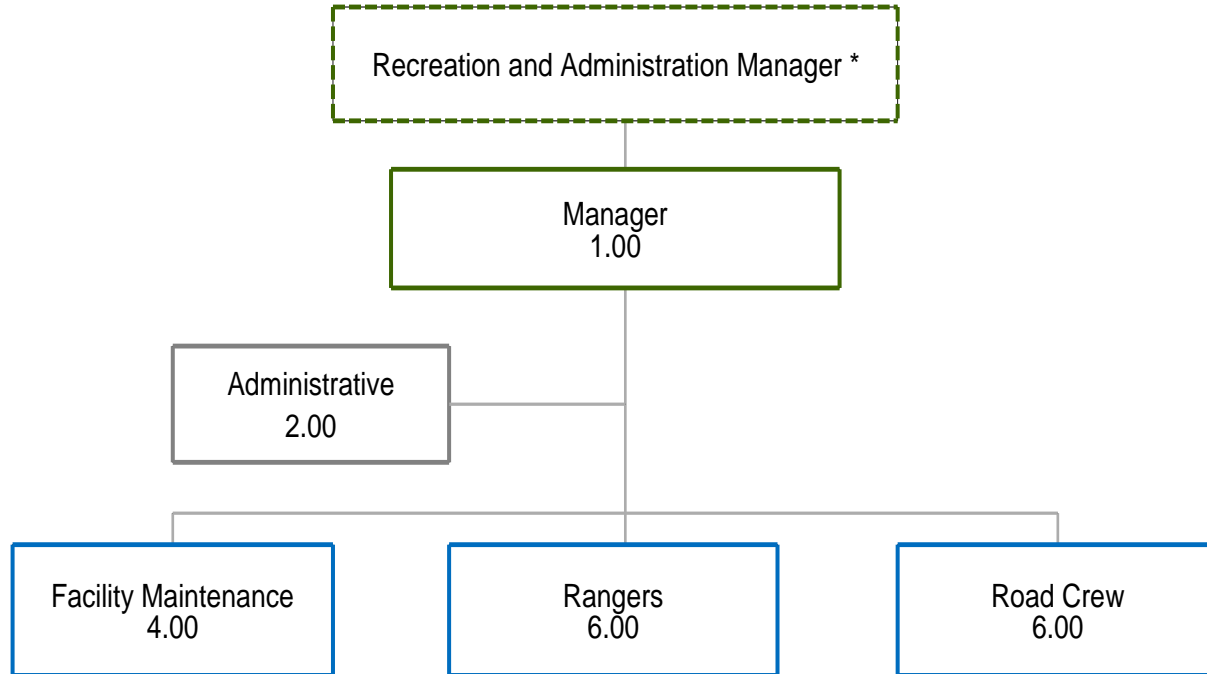 Recreation and Administration Manager *
Manager
1.00
Administrative
2.00
Facility Maintenance
4.00
Rangers
6.00
Road Crew
6.00